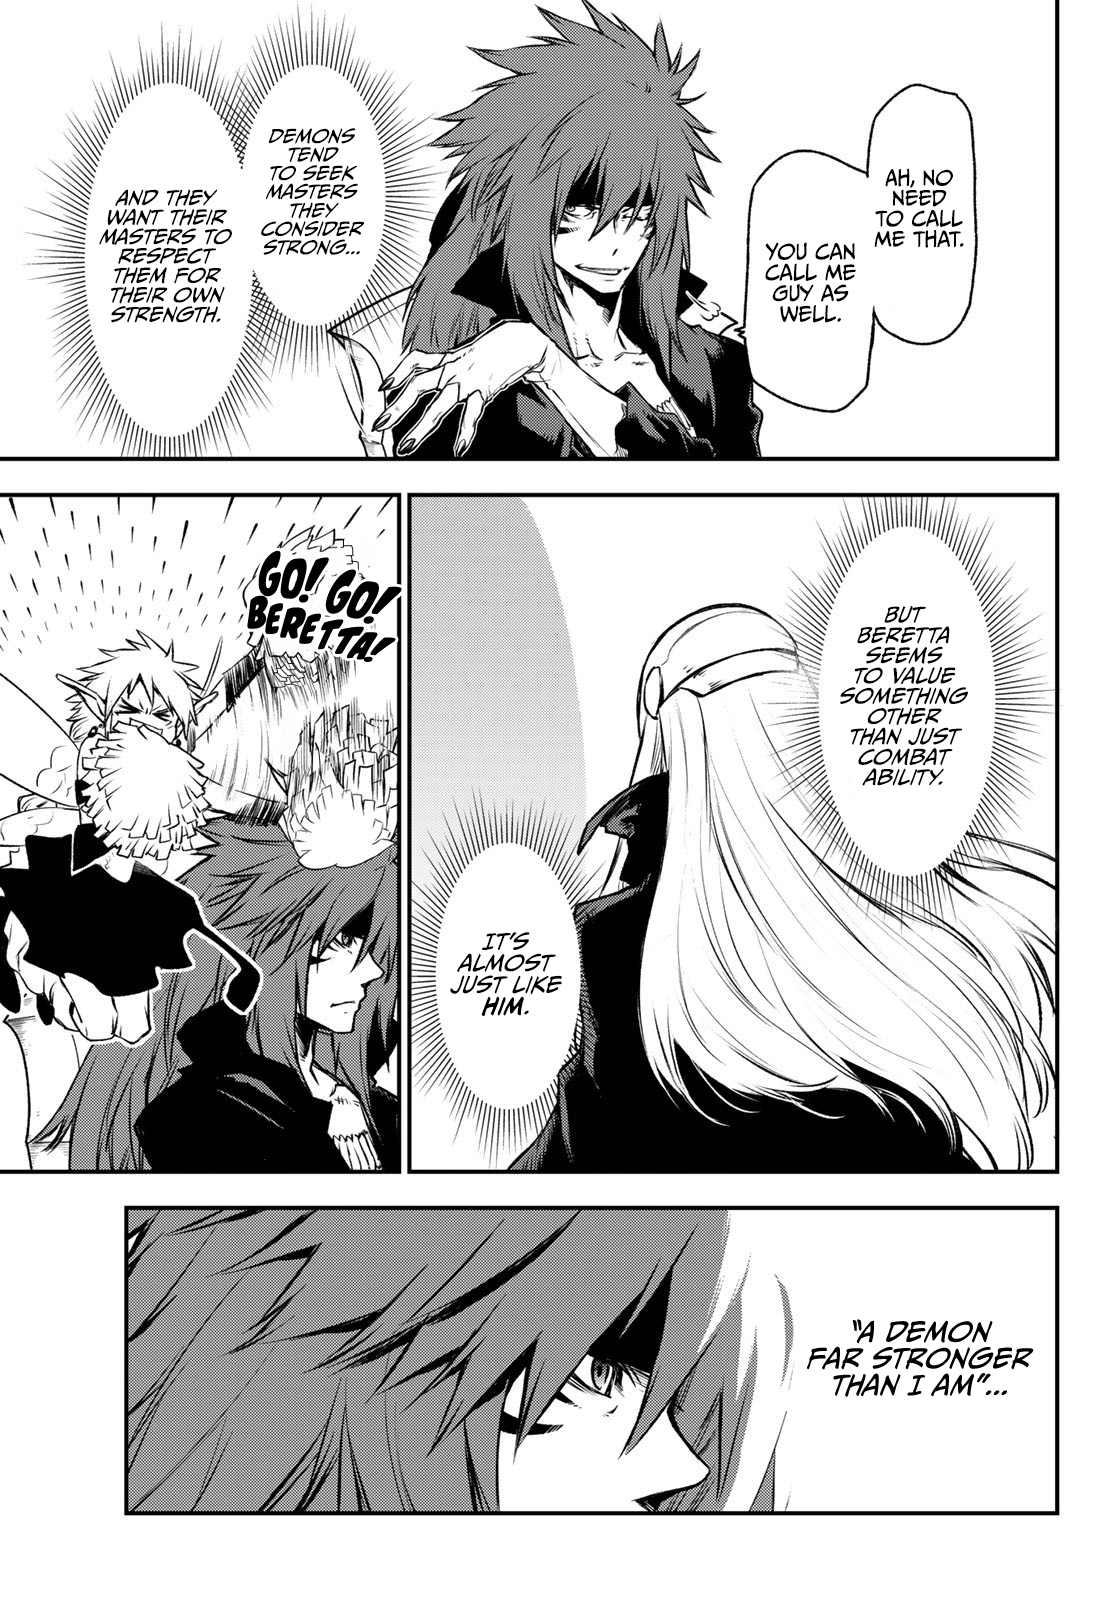 AH, NO
NEED
TO CALL
ME THAT.
YOU CAN
CALL ME
GUY AS
WELL.
DEMONS
TEND
TO SEEK
MASTERS
THEY
CONSIDER
STRONG...
AND THEY
WANT THEIR
MASTERS TO
RESPECT
THEM FOR
THEIR OWN
STRENGTH.
BUT
BERETTA
SEEMS
TO VALUE
SOMETHING
OTHER
THAN JUST
COMBAT
ABILITY.
IT'S
ALMOST
JUST LIKE
HIM.
GO! GO!
BERETTA!
"A DEMON
FAR STRONGER
THAN I AM"...